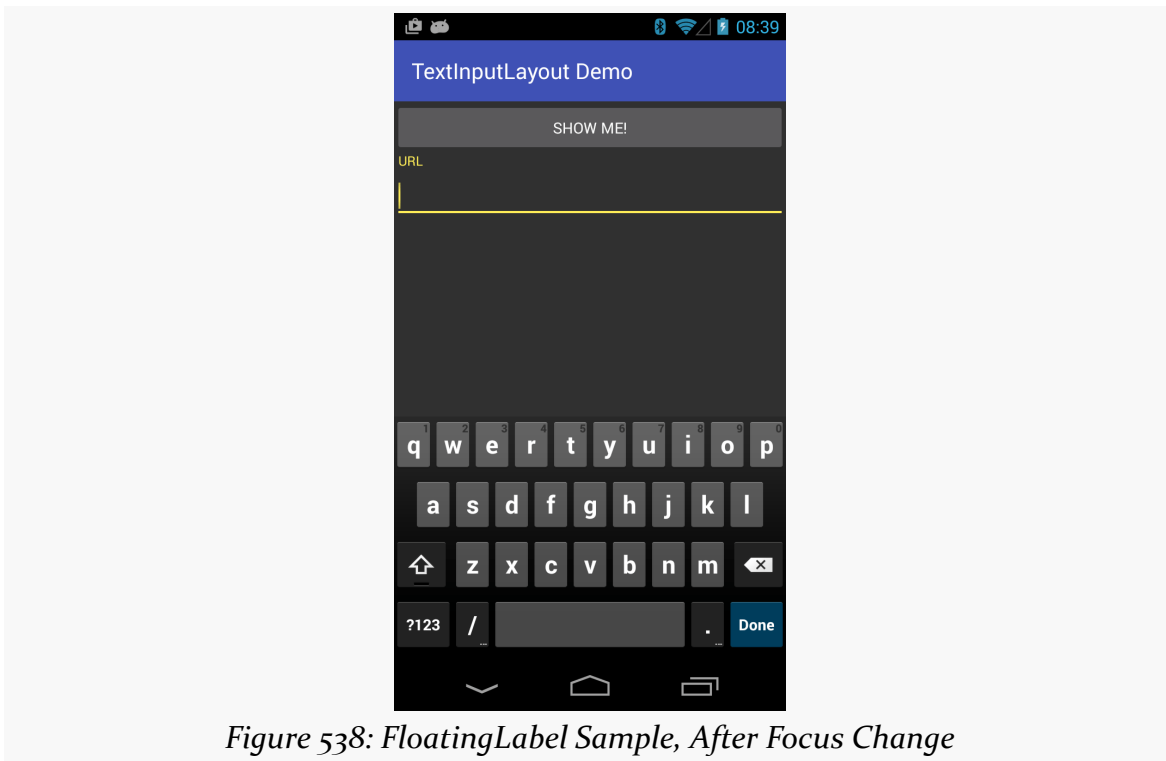 08:39
TextInputLayout Demo
SHOW ME!
URL
1 2 3 4 5 6 7 8 9 0
q w e r t y u i o p
a s d f g h j k l
z x c v b n m
?123 / ... . ... Done
Figure 538: FloatingLabel Sample, After Focus Change